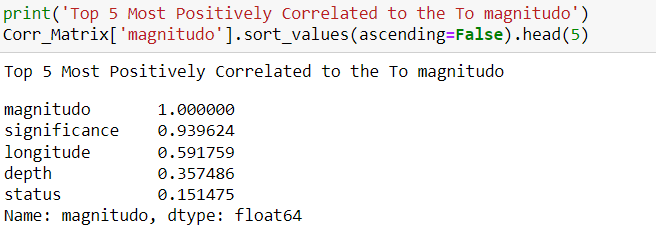 print('Top 5 Most Positively Correlated to the To magnitudo')
Corr_Matrix['magnitudo'].sort_values(ascending=False).head(5)
Top 5 Most Positively Correlated to the To magnitudo
magnitudo       1.000000
significance    0.939624
longitude       0.591759
depth           0.357486
status          0.151475
Name: magnitudo, dtype: float64